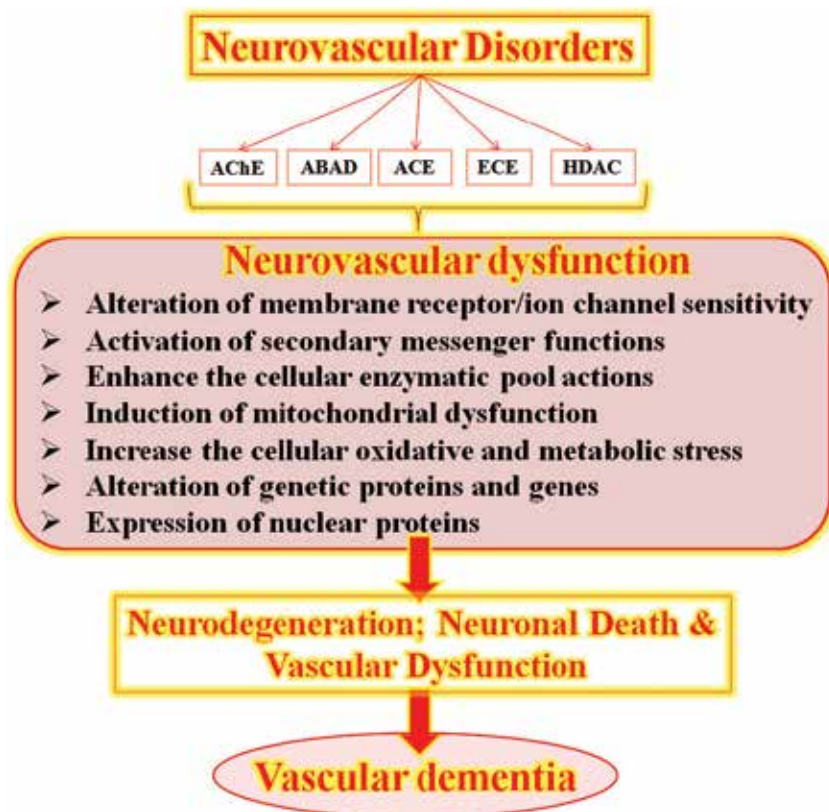 Neurovascular Disorders
AChE ABAD ACE ECE HDAC
Neurovascular dysfunction
➤ Alteration of membrane receptor/ion channel sensitivity
➤ Activation of secondary messenger functions
➤ Enhance the cellular enzymatic pool actions
➤ Induction of mitochondrial dysfunction
➤ Increase the cellular oxidative and metabolic stress
➤ Alteration of genetic proteins and genes
➤ Expression of nuclear proteins
Neurodegeneration; Neuronal Death &
Vascular Dysfunction
Vascular dementia